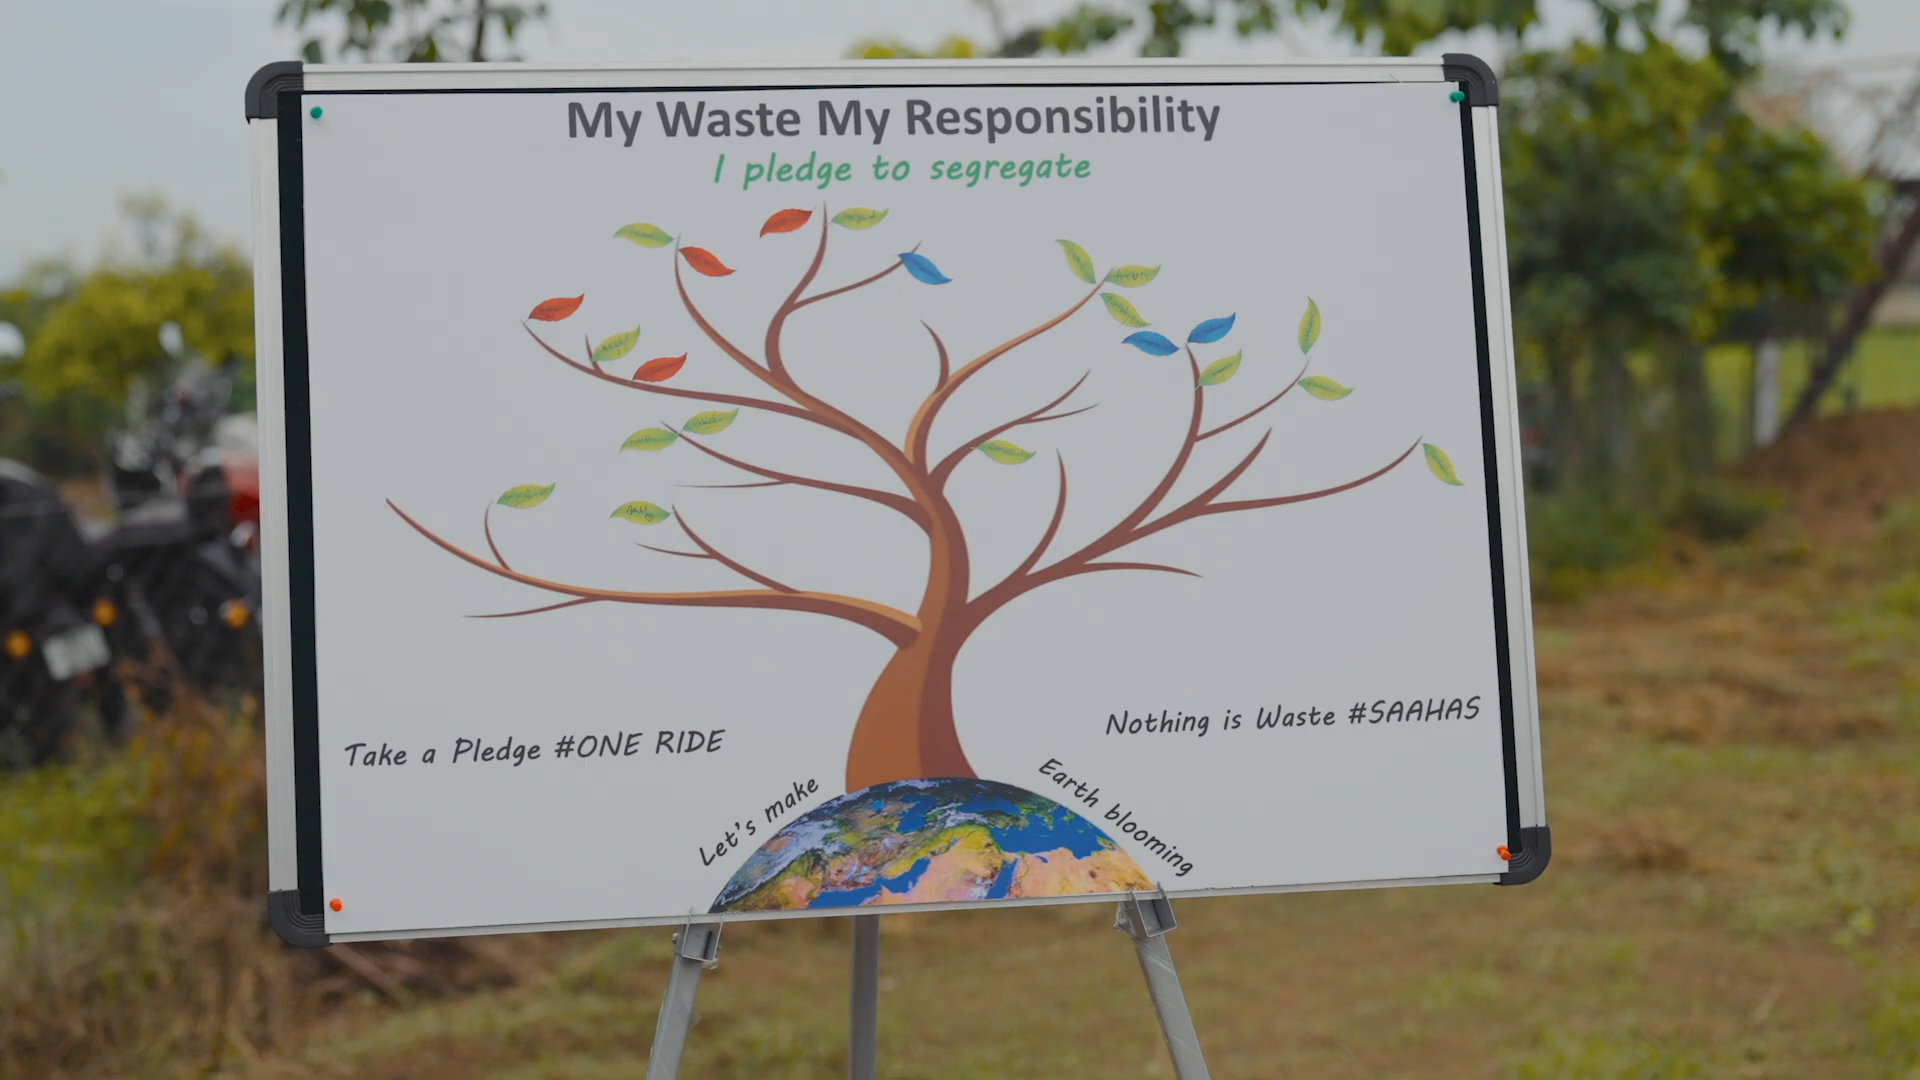 My Waste My Responsibility
I pledge to segregate
Take a Pledge #ONE RIDE
Nothing is Waste #SAAHAS
Let's make
Earth blooming